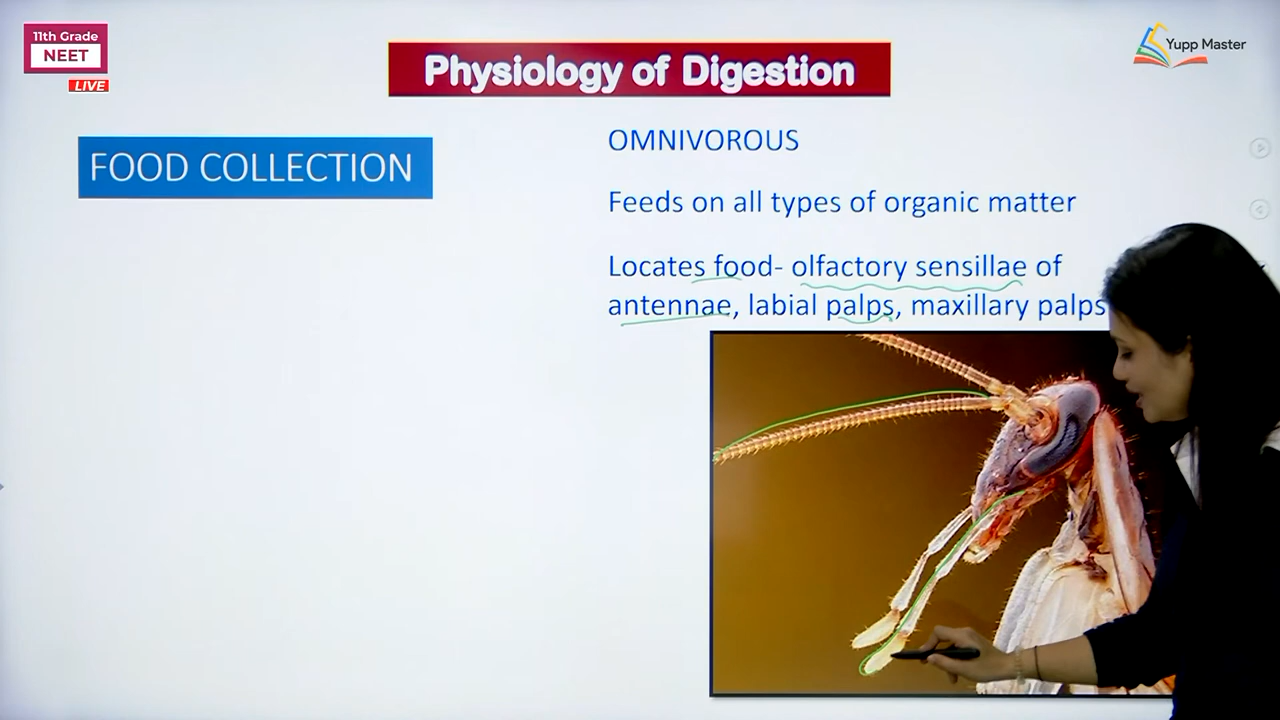 11th Grade
NEET
LIVE
Yupp Master
Physiology of Digestion
FOOD COLLECTION
OMNIVOROUS
Feeds on all types of organic matter
Locates food- olfactory sensillae of
antennae, labial palps, maxillary palps